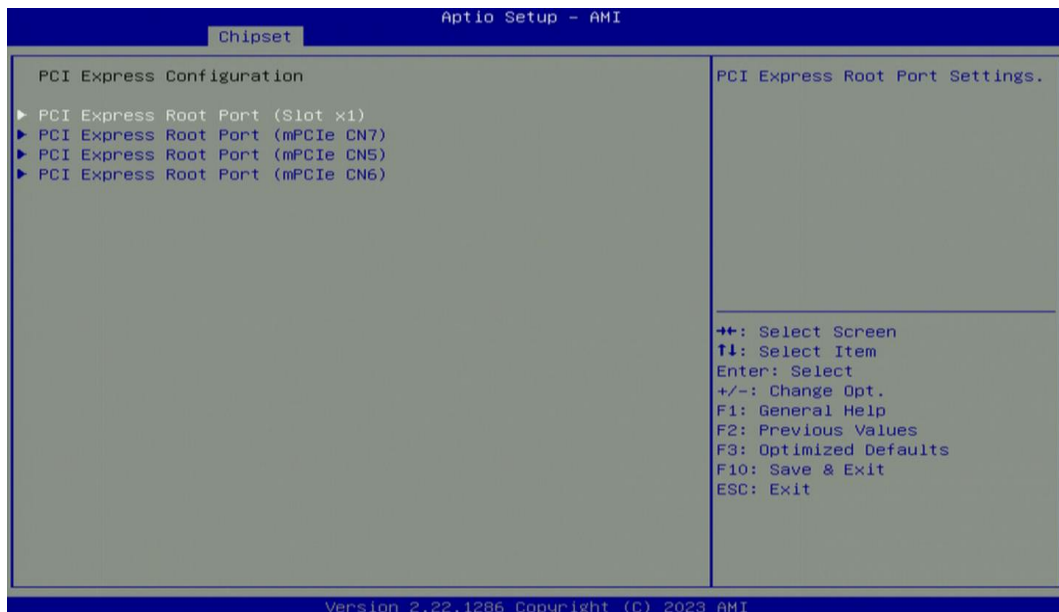 Aptio Setup – AMI
Chipset
PCI Express Configuration
PCI Express Root Port (Slot x1)
PCI Express Root Port (mPCIe CN7)
PCI Express Root Port (mPCIe CN5)
PCI Express Root Port (mPCIe CN6)
PCI Express Root Port Settings.
→←: Select Screen
↑↓: Select Item
Enter: Select
+/-: Change Opt.
F1: General Help
F2: Previous Values
F3: Optimized Defaults
F10: Save & Exit
ESC: Exit
Version 2.22.1286 Copyright (C) 2023 AMI